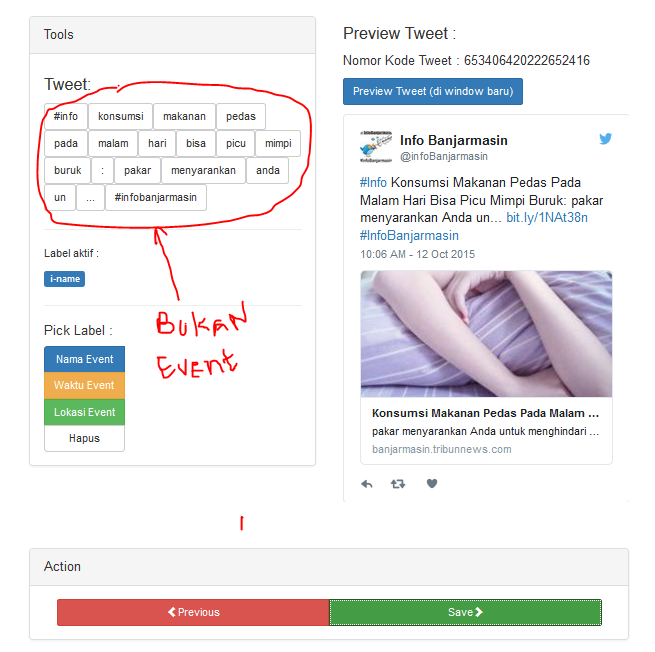 Tools
Tweet:
#info konsumsi makanan pedas
pada malam hari bisa picu mimpi
buruk : pakar menyarankan anda
un ... #infobanjarmasin
Label aktif :
i-name
Pick Label :
Nama Event
Waktu Event
Lokasi Event
Hapus
BUKAN
EVENT
Preview Tweet :
Nomor Kode Tweet : 653406420222652416
Preview Tweet (di window baru)
Info Banjarmasin
@infoBanjarmasin
#Info Konsumsi Makanan Pedas Pada
Malam Hari Bisa Picu Mimpi Buruk: pakar
menyarankan Anda un... bit.ly/1NAt38n
#InfoBanjarmasin
10:06 AM - 12 Oct 2015
Konsumsi Makanan Pedas Pada Malam ...
pakar menyarankan Anda untuk menghindari ...
banjarmasin.tribunnews.com
Action
Previous
Save